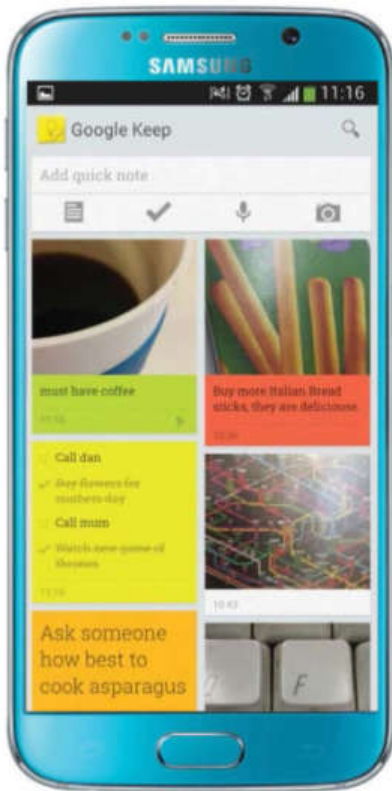 SAMSUNG
11:16
Google Keep
Add quick note
must have coffee
Buy more Italian Bread
sticks, they are deliciouse.
Call dan
Buy flowers for
mothers day
Call mum
Watch new game of
thrones
10:43
Ask someone
how best to
cook asparagus
F